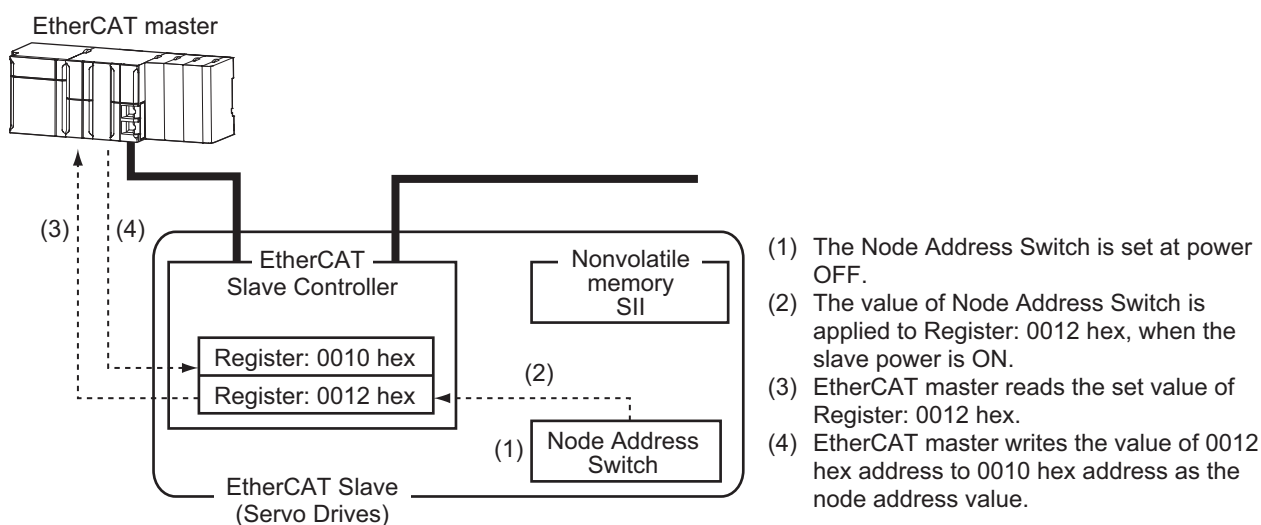 EtherCAT master
(3)
(4)
EtherCAT
Slave Controller
Register: 0010 hex
Register: 0012 hex
Nonvolatile
memory
SII
(2)
(1)
Node Address
Switch
EtherCAT Slave
(Servo Drives)
(1) The Node Address Switch is set at power
OFF.
(2) The value of Node Address Switch is
applied to Register: 0012 hex, when the
slave power is ON.
(3) EtherCAT master reads the set value of
Register: 0012 hex.
(4) EtherCAT master writes the value of 0012
hex address to 0010 hex address as the
node address value.